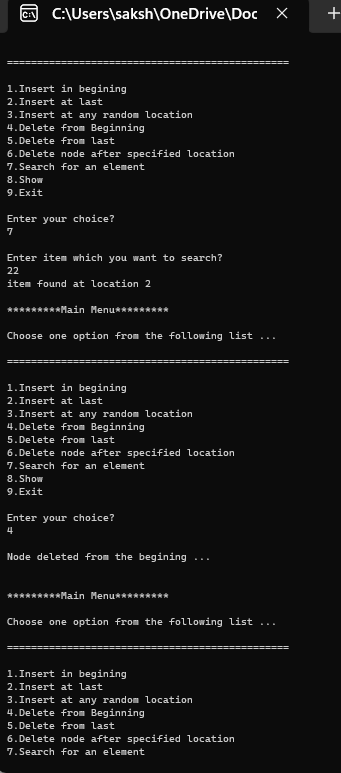 C:\Users\saksh\OneDrive\Doc
==============================================
1.Insert in begining
2.Insert at last
3.Insert at any random location
4.Delete from Beginning
5.Delete from last
6.Delete node after specified location
7.Search for an element
8.Show
9.Exit
Enter your choice?
7
Enter item which you want to search?
22
item found at location 2
*********Main Menu*********
Choose one option from the following list ...
==============================================
1.Insert in begining
2.Insert at last
3.Insert at any random location
4.Delete from Beginning
5.Delete from last
6.Delete node after specified location
7.Search for an element
8.Show
9.Exit
Enter your choice?
4
Node deleted from the begining ...
*********Main Menu*********
Choose one option from the following list ...
==============================================
1.Insert in begining
2.Insert at last
3.Insert at any random location
4.Delete from Beginning
5.Delete from last
6.Delete node after specified location
7.Search for an element